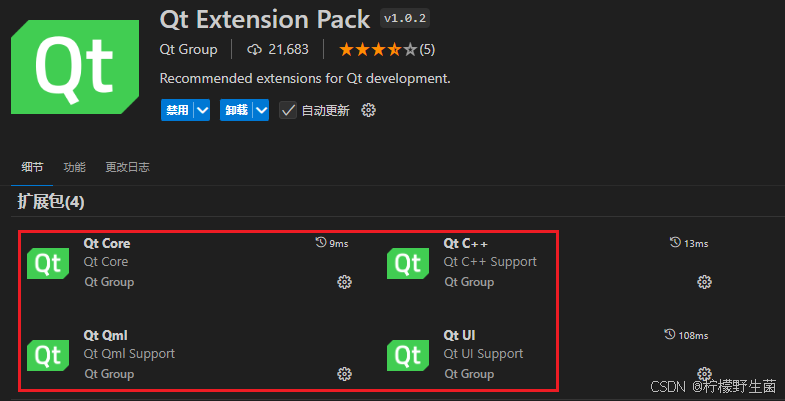 Qt
Qt Extension Pack v1.0.2
Qt Group 21,683 (5)
Recommended extensions for Qt development.
禁用 卸载 自动更新
细节 功能 更改日志
扩展包(4)
Qt Qt Core 9ms
Qt Core
Qt Group
Qt Qt C++ 13ms
Qt C++ Support
Qt Group
Qt Qt Qml
Qt Qml Support
Qt Group
Qt Qt UI 108ms
Qt UI Support
Qt Group
CSDN @柠檬野生菌